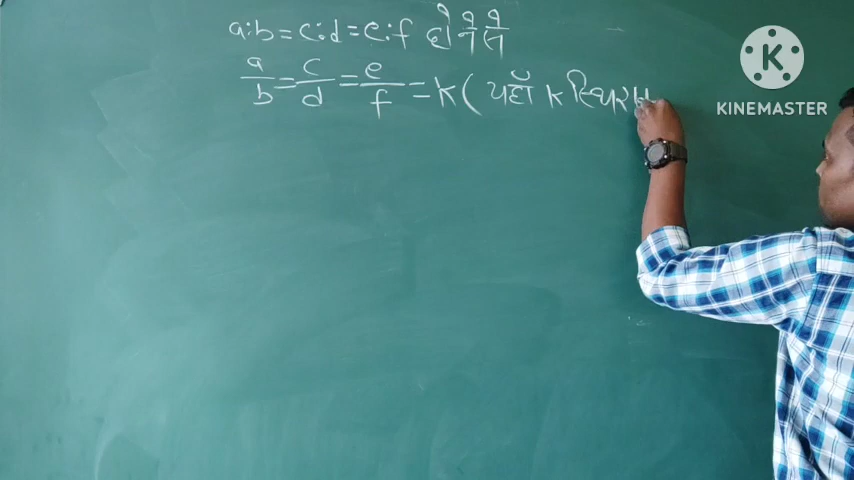 a:b = c:d = e:f हो
a/b = c/d = e/f = K ( यहाँ K स्थिर
KINEMASTER